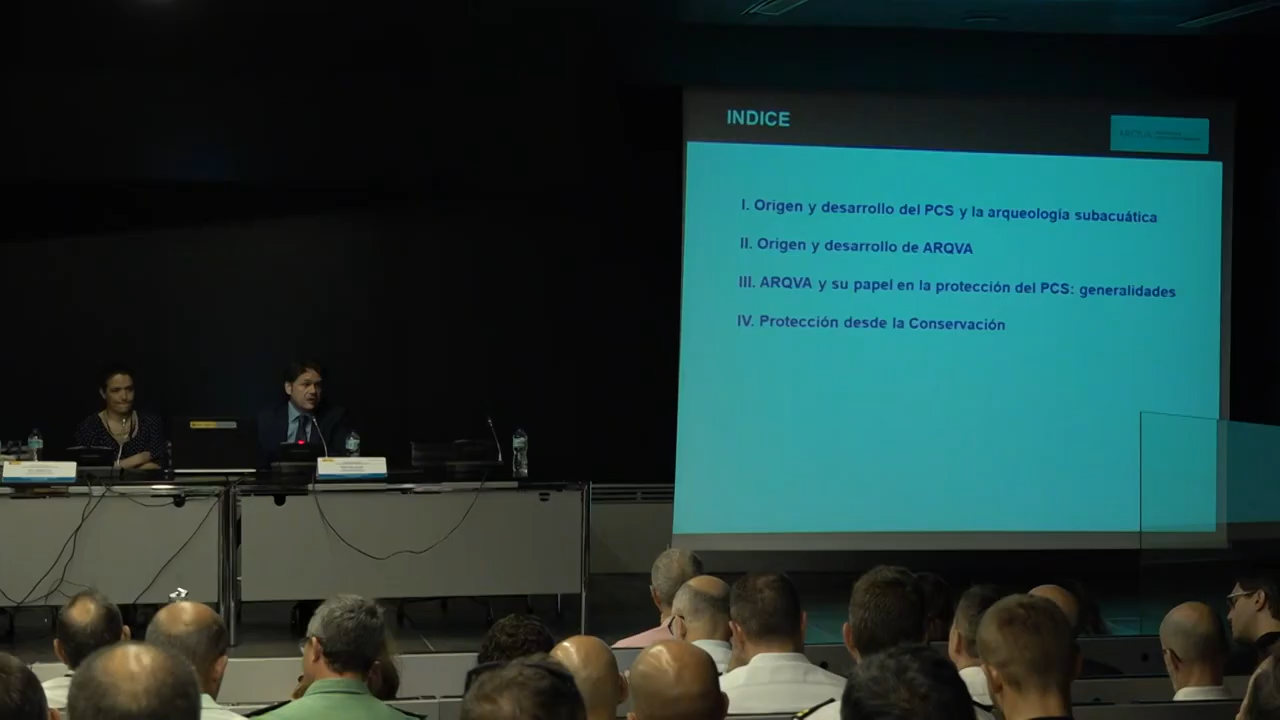 INDICE
ARQVA
I. Origen y desarrollo del PCS y la arqueología subacuática
II. Origen y desarrollo de ARQVA
III. ARQVA y su papel en la protección del PCS: generalidades
IV. Protección desde la Conservación